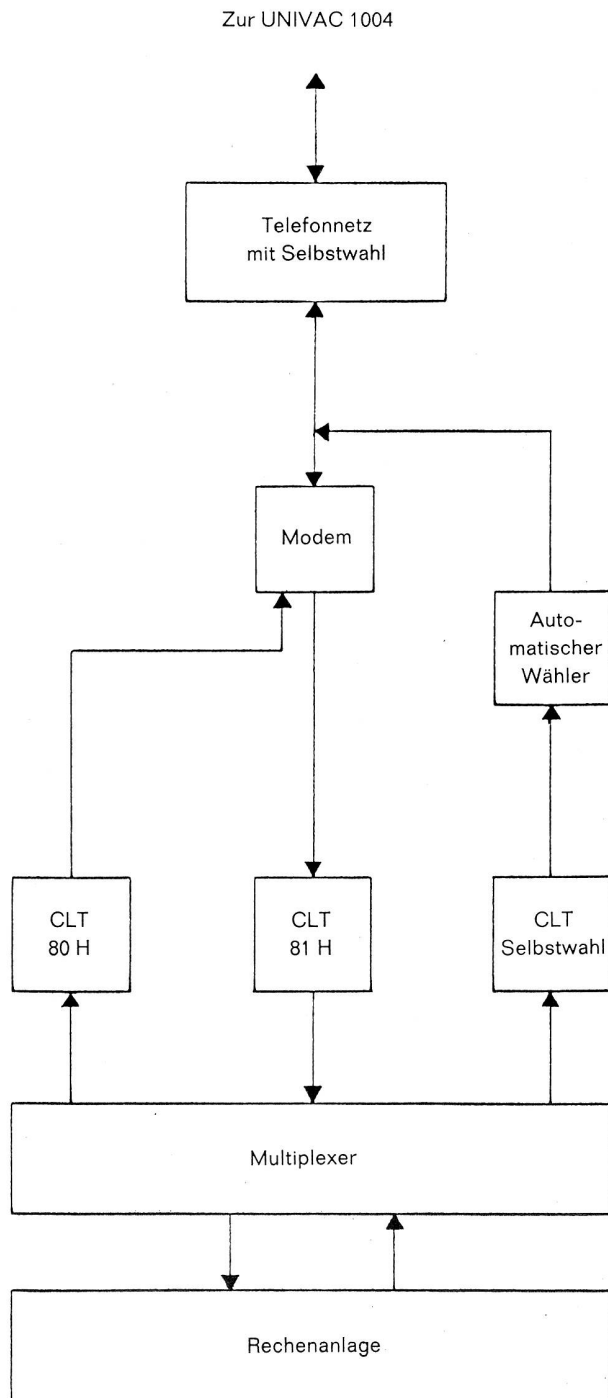 Zur UNIVAC 1004
Telefonnetz
mit Selbstwahl
Modem
Auto-
matischer
Wähler
CLT
80 H
CLT
81 H
CLT
Selbstwahl
Multiplexer
Rechenanlage